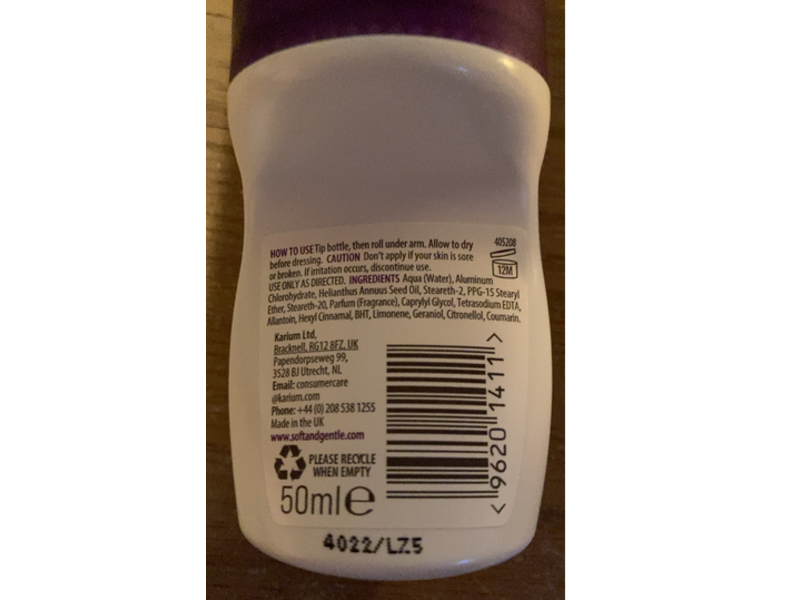 HOW TO USE Tip bottle, then roll under arm. Allow to dry
before dressing. CAUTION Don't apply if your skin is sore
or broken. If irritation occurs, discontinue use.
USE ONLY AS DIRECTED. INGREDIENTS Aqua (Water), Aluminum
Chlorohydrate, Helianthus Annuus Seed Oil, Steareth-2, PPG-15 Stearyl
Ether, Steareth-20, Parfum (Fragrance), Caprylyl Glycol, Tetrasodium EDTA,
Allantoin, Hexyl Cinnamal, BHT, Limonene, Geraniol, Citronellol, Coumarin.
405208
12M
Karium Ltd,
Bracknell, RG12 8FZ, UK
Papendorpseweg 99,
3528 BJ Utrecht, NL
Email: consumercare
@karium.com
Phone: +44 (0) 208 538 1255
Made in the UK
www.softandgentle.com
PLEASE RECYCLE
WHEN EMPTY
50ml e
< 9620 1411 >
4022/LZ5